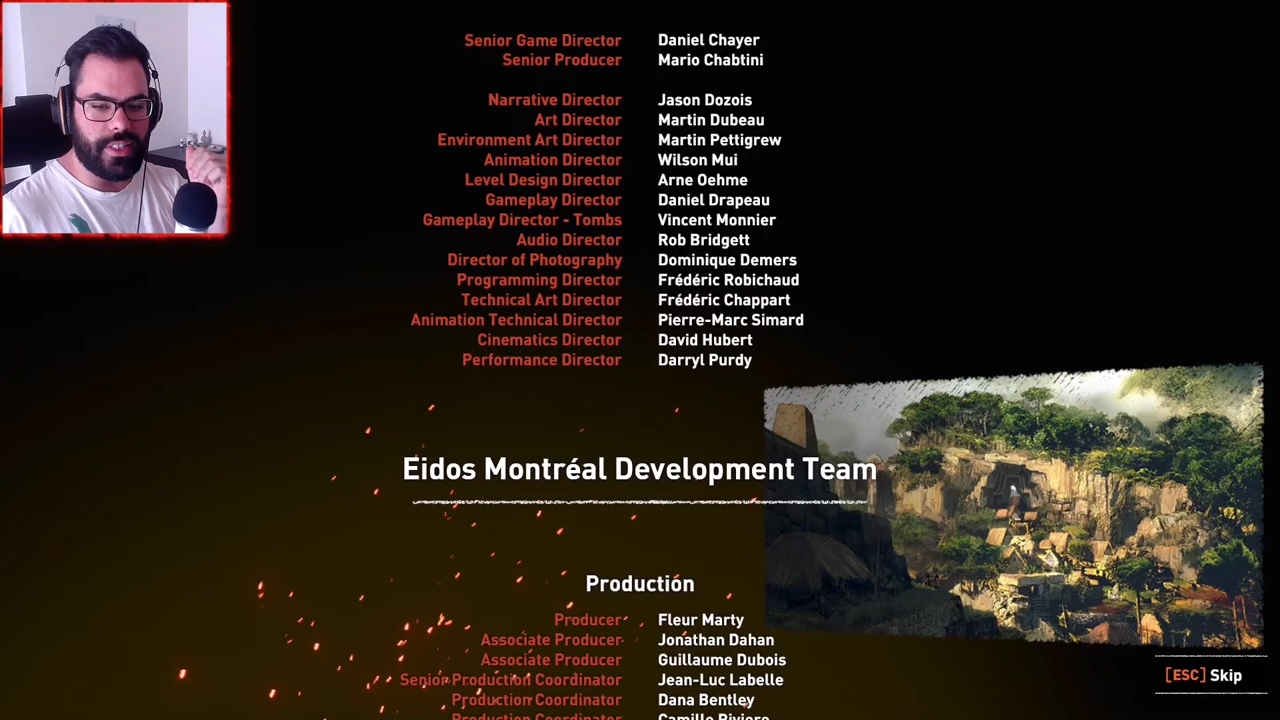 Senior Game Director Daniel Chayer
Senior Producer Mario Chabtini
Narrative Director Jason Dozois
Art Director Martin Dubeau
Environment Art Director Martin Pettigrew
Animation Director Wilson Mui
Level Design Director Arne Oehme
Gameplay Director Daniel Drapeau
Gameplay Director - Tombs Vincent Monnier
Audio Director Rob Bridgett
Director of Photography Dominique Demers
Programming Director Frédéric Robichaud
Technical Art Director Frédéric Chappart
Animation Technical Director Pierre-Marc Simard
Cinematics Director David Hubert
Performance Director Darryl Purdy
Eidos Montréal Development Team
Production
Producer Fleur Marty
Associate Producer Jonathan Dahan
Associate Producer Guillaume Dubois
Senior Production Coordinator Jean-Luc Labelle
Production Coordinator Dana Bentley
Production Coordinator Camille Riviere
[ESC] Skip